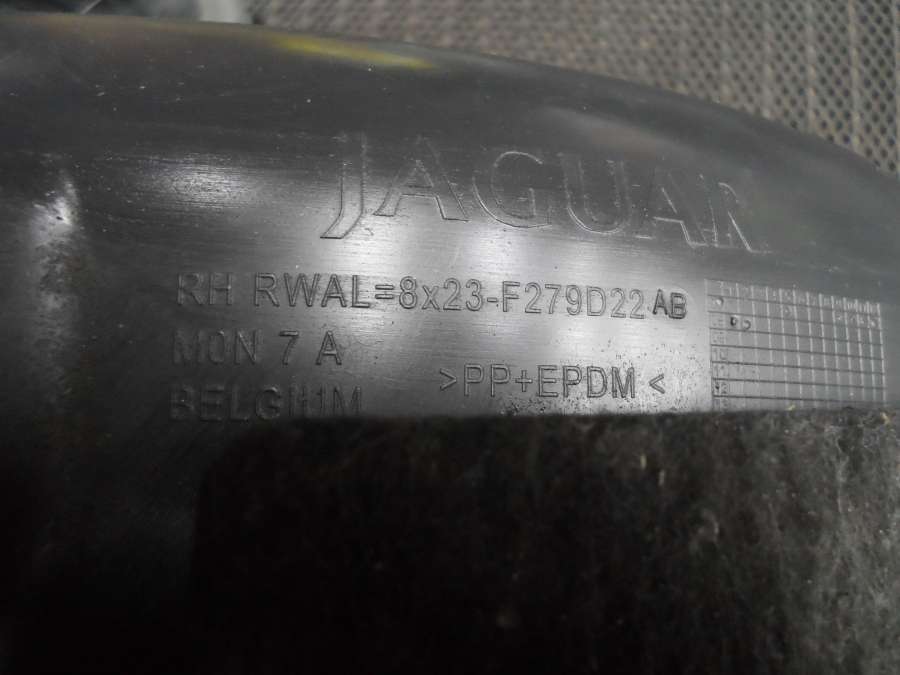 JAGUAR
RH RWAL=8x23-F279D22 AB
M0N 7 A
BELGIUM
>PP+EPDM<